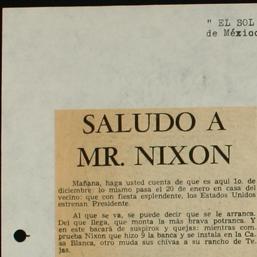 " EL SOL
de México
SALUDO A
MR. NIXON
Mañana, haga usted cuenta de que es aquí 1o. de
diciembre: lo mismo pasa el 20 de enero en casa del
vecino: que con fiesta esplendente, los Estados Unidos
estrenan Presidente.
Al que se va, se puede decir que se le arranca.
Del que llega, que monta la más brava potranca. Y
en este bacará de suspiros y quejas: mientras com-
prueba Nixon que hizo 9 la banca y se instala en la Ca-
sa Blanca, otro muda sus chivas a su rancho de Te-
jas.